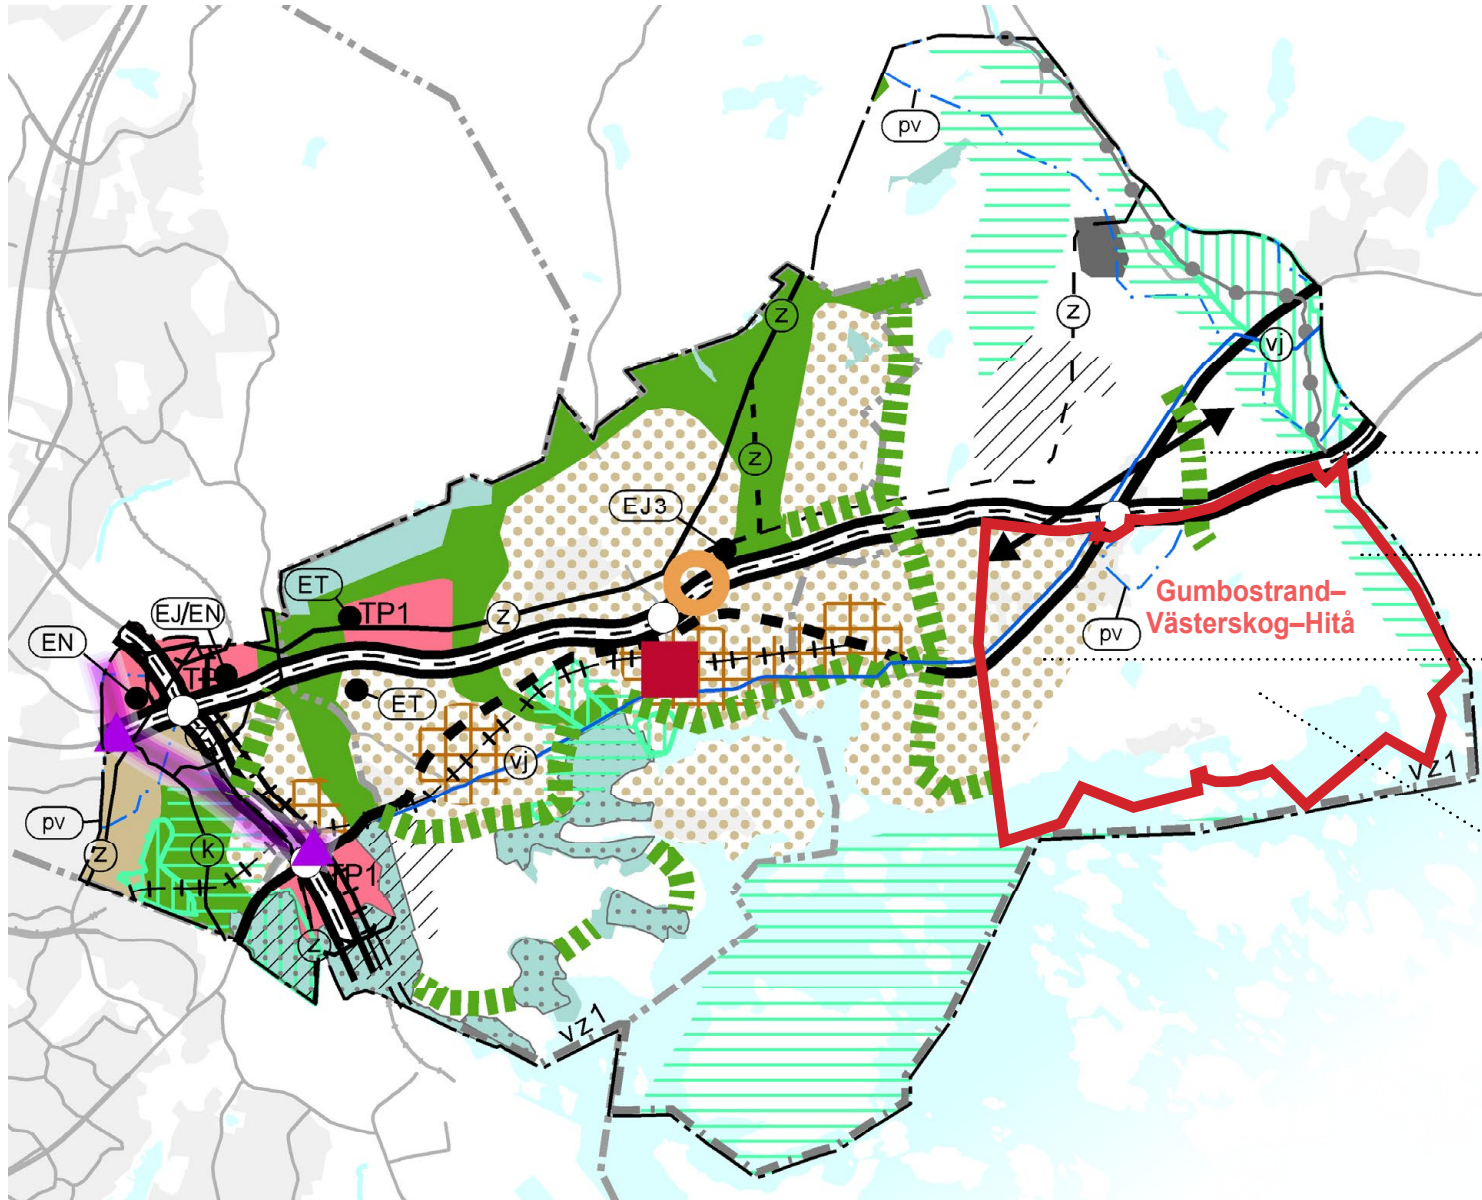 pv
z
z
vj
z
EJ3
ET
TP1
EJ/EN
z
EN
Gumbostrand–
Västerskog–Hitå
pv
ET
z
vj
vz1
pv
z
k
TP1
z
vz1